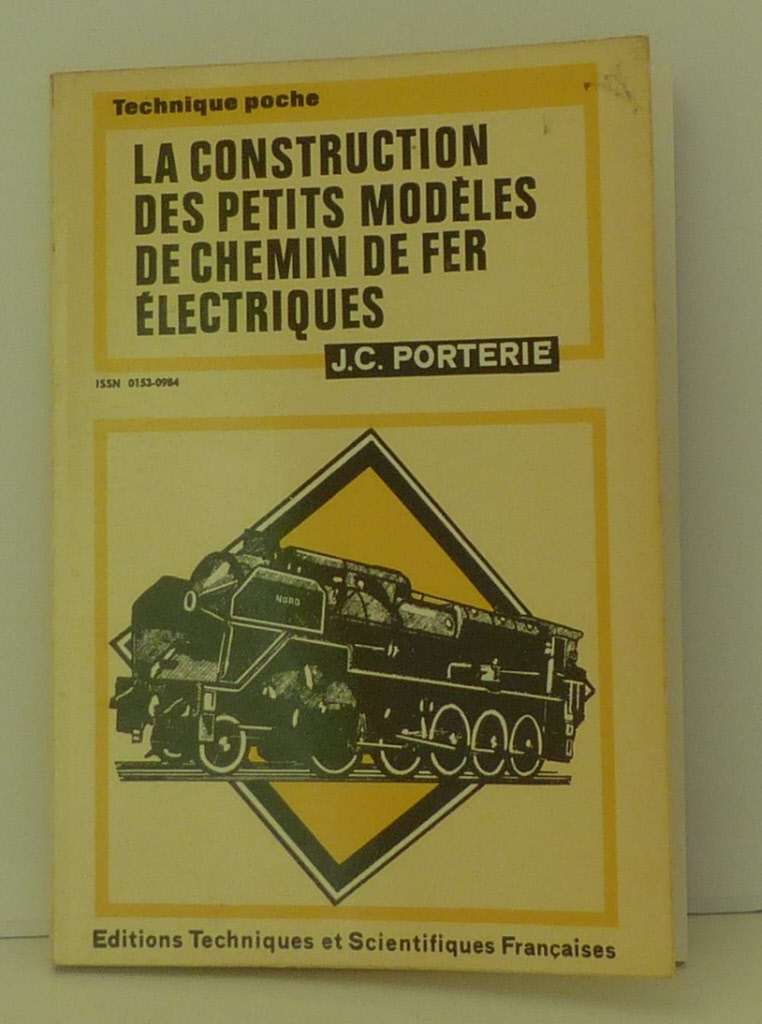 Technique poche
LA CONSTRUCTION
DES PETITS MODÈLES
DE CHEMIN DE FER
ÉLECTRIQUES
J.C. PORTERIE
ISSN 0153-0984
NORD
Editions Techniques et Scientifiques Françaises